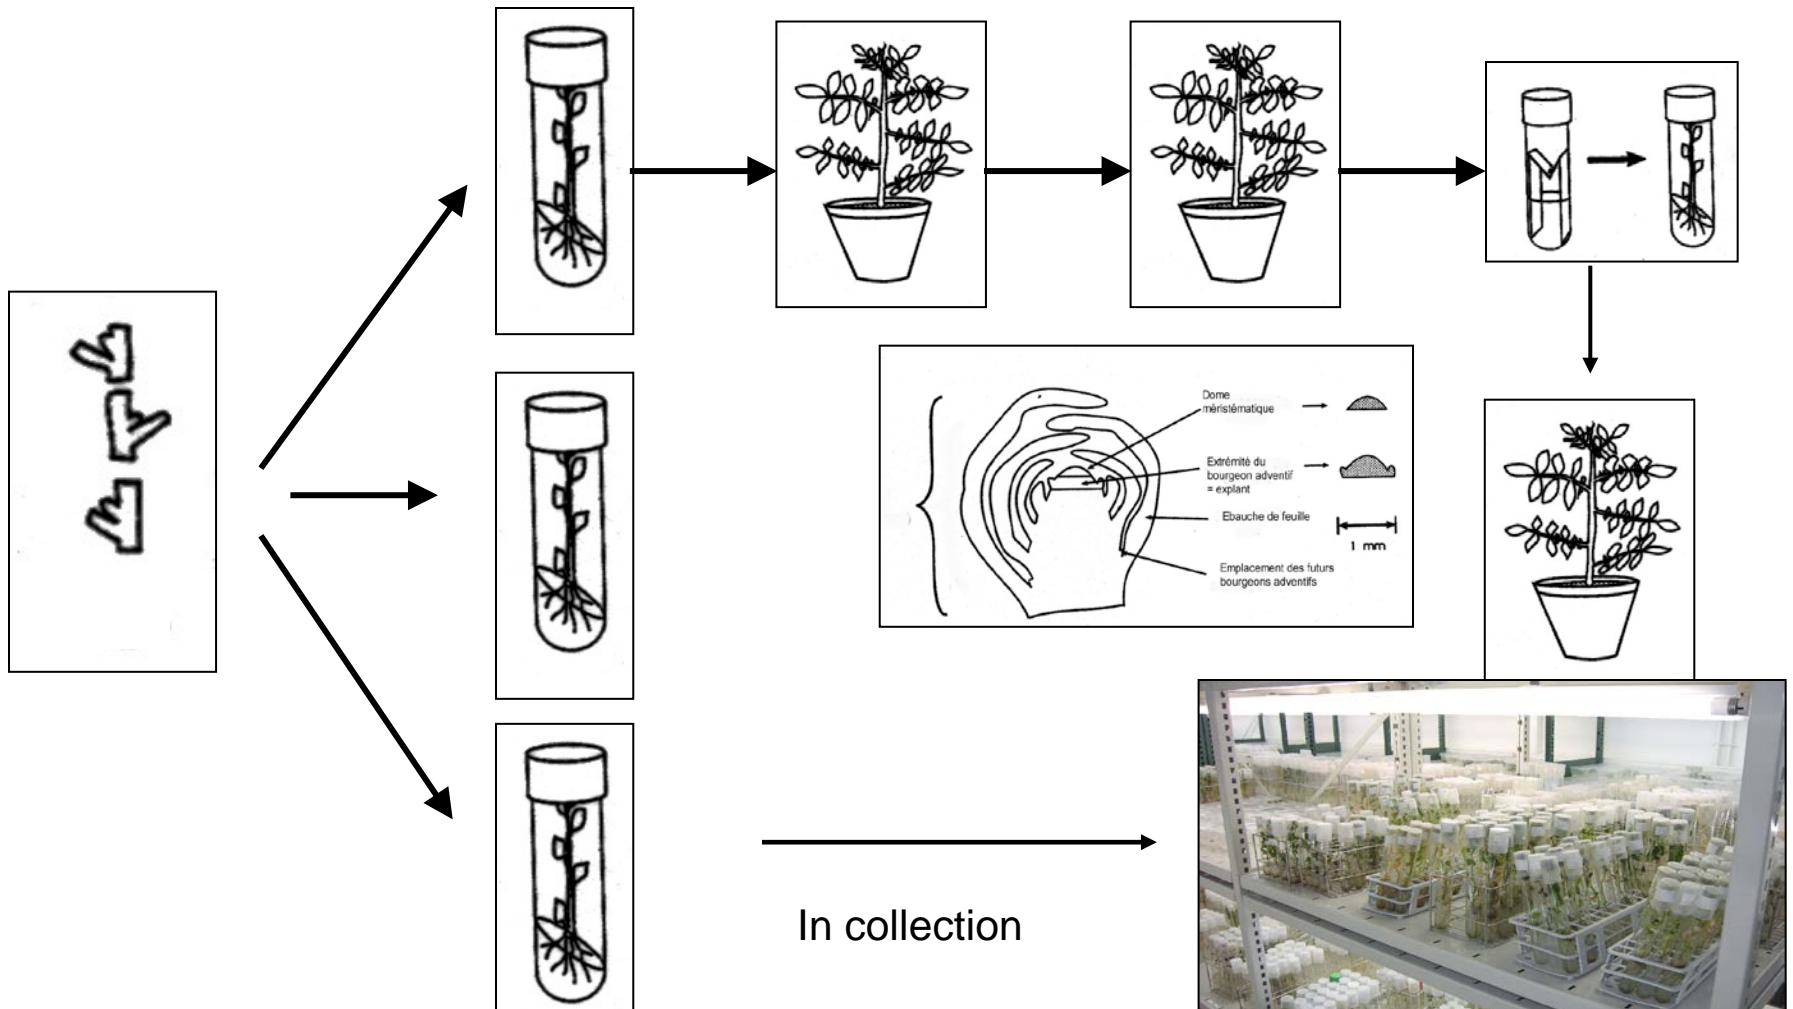 Dome
méristématique
Extrémité du
bourgeon adventif
= explant
Ebauche de feuille
1 mm
Emplacement des futurs
bourgeons adventifs
In collection